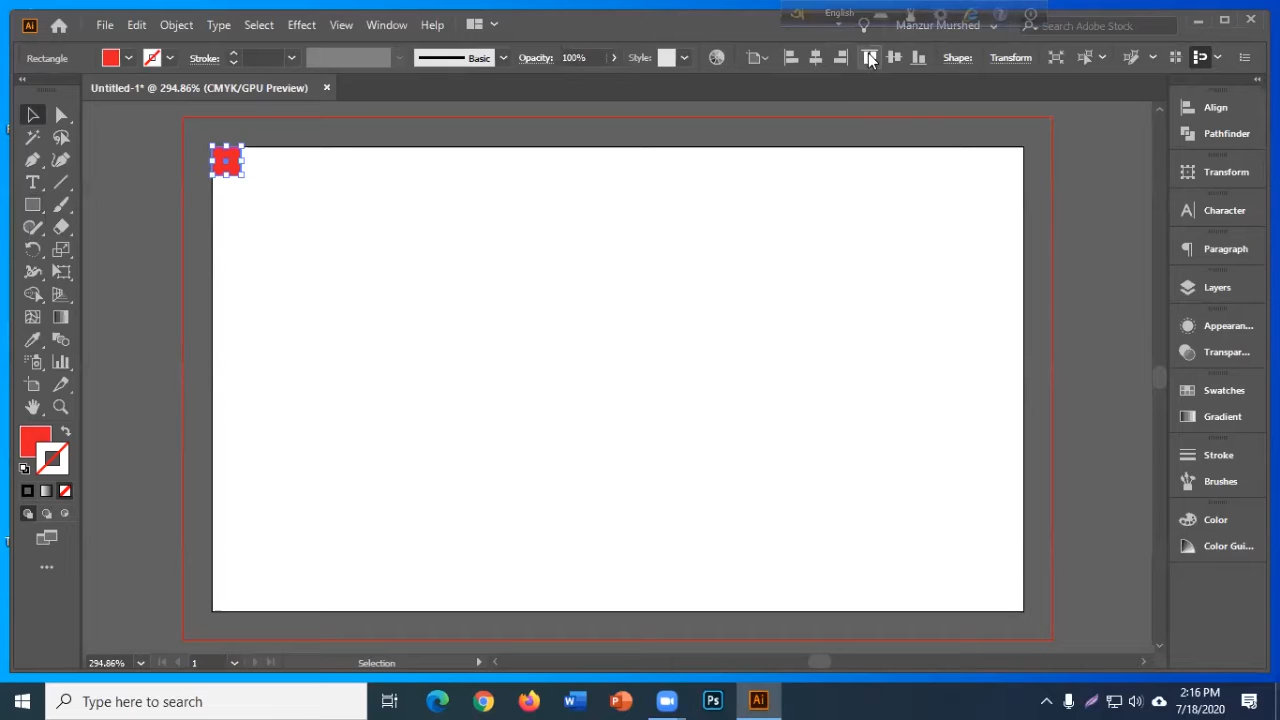 English
Ai File Edit Object Type Select Effect View Window Help Manzur Murshed Search Adobe Stock
Rectangle Stroke: Basic Opacity: 100% Style: Shape: Transform
Untitled-1* @ 294.86% (CMYK/GPU Preview) ×
Align
Pathfinder
Transform
Character
Paragraph
Layers
Appearan...
Transpar...
Swatches
Gradient
Stroke
Brushes
Color
Color Gui...
294.86% 1 Selection
Type here to search Ps Ai 2:16 PM
7/18/2020